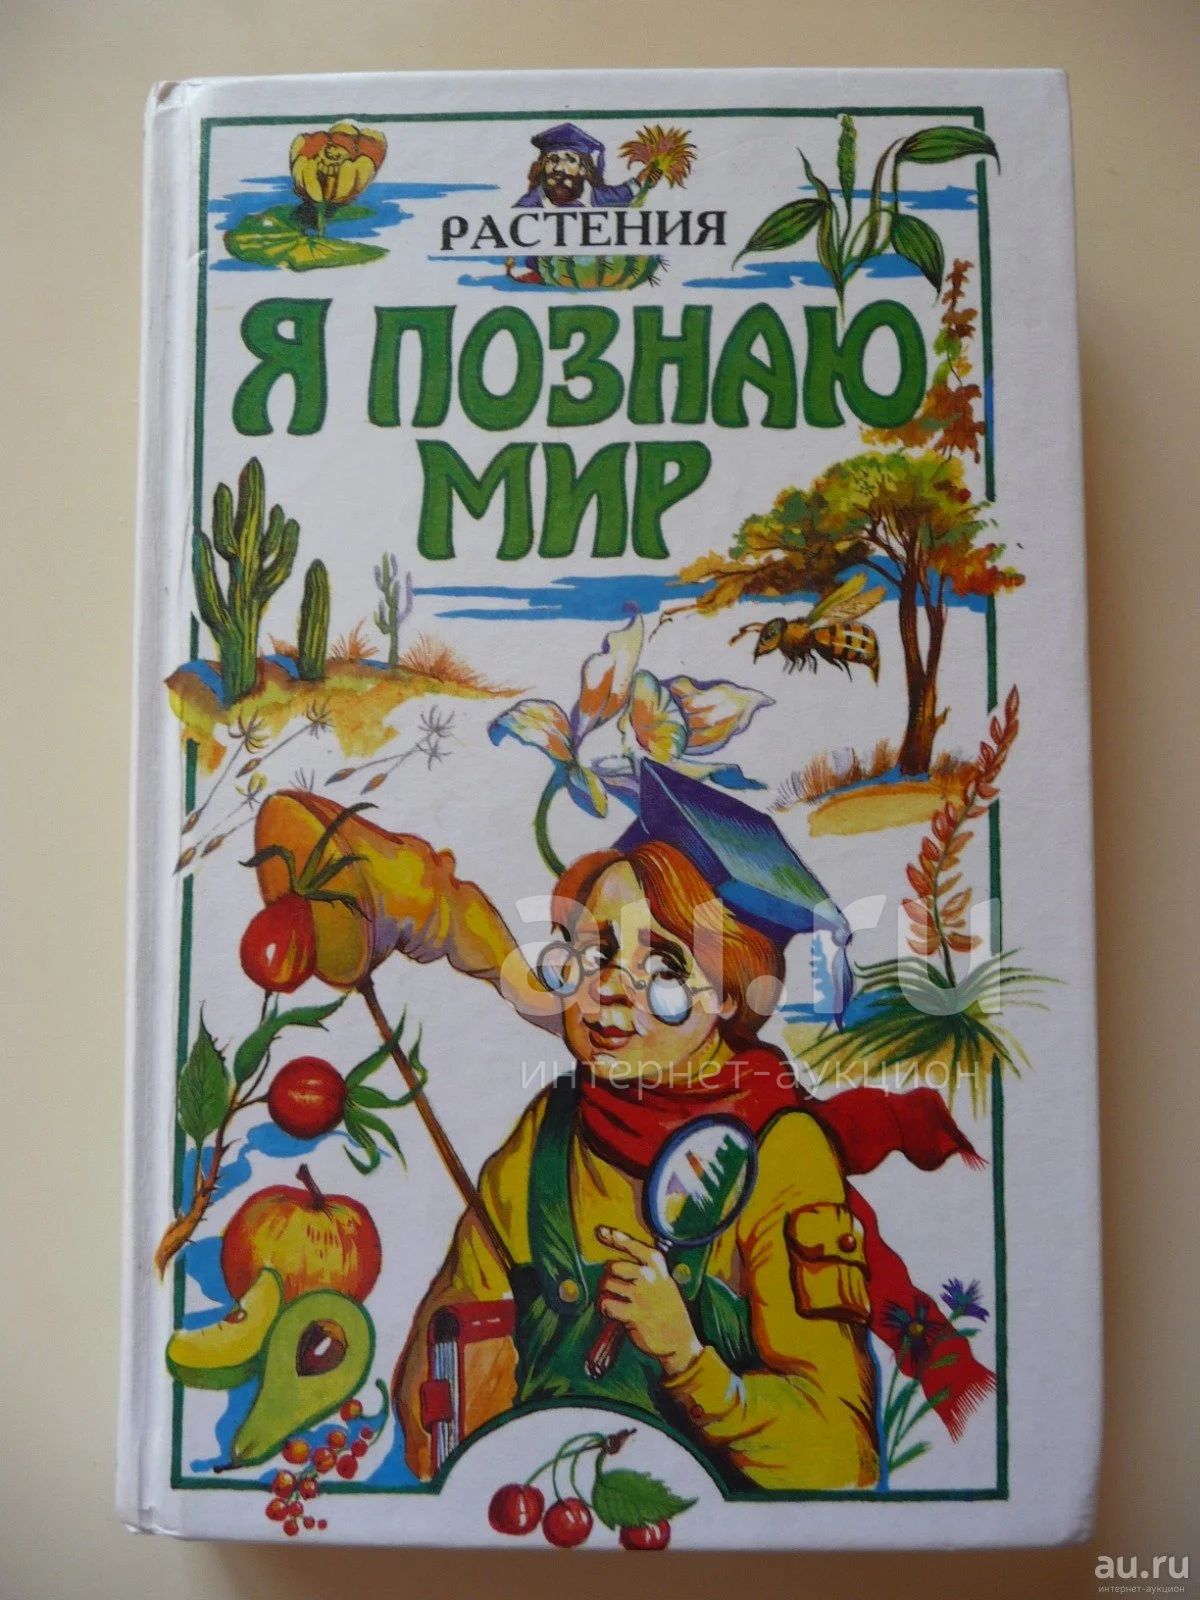 РАСТЕНИЯ
Я ПОЗНАЮ
МИР
au.ru
интернет-аукцион
au.ru
интернет-аукцион